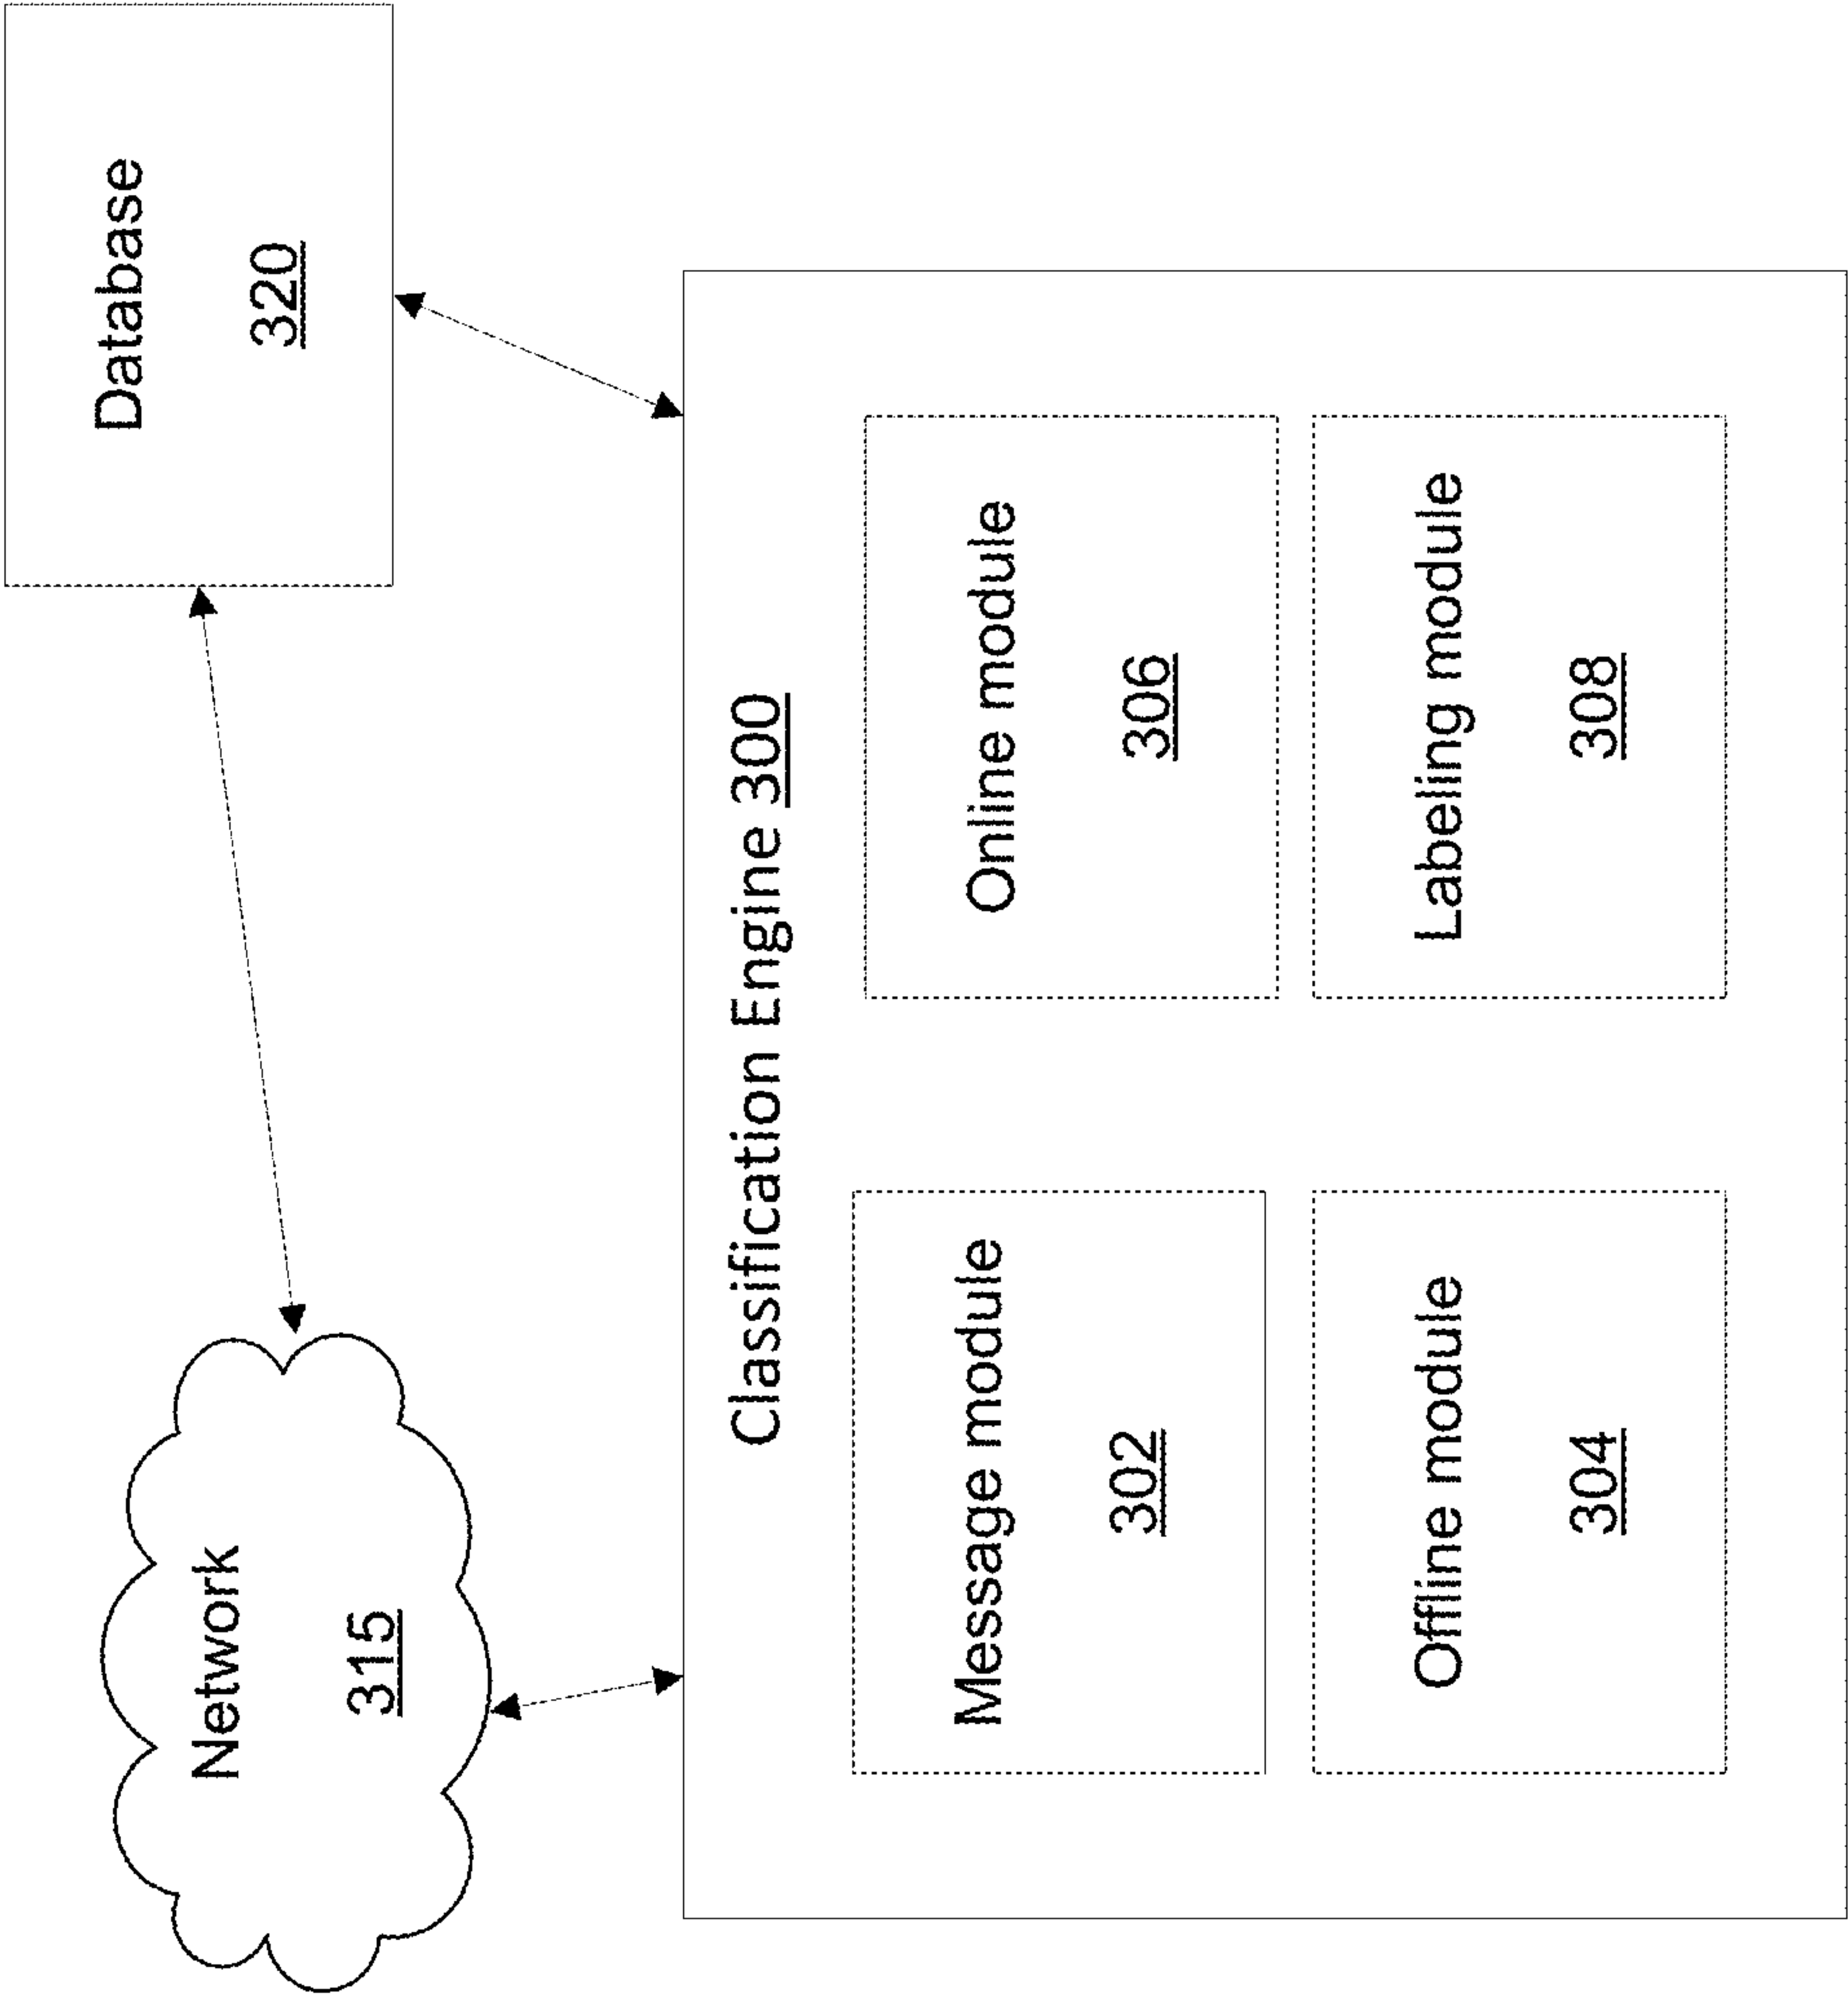 Network
315
Database
320
Classification Engine 300
Message module
302
Online module
306
Offline module
304
Labeling module
308